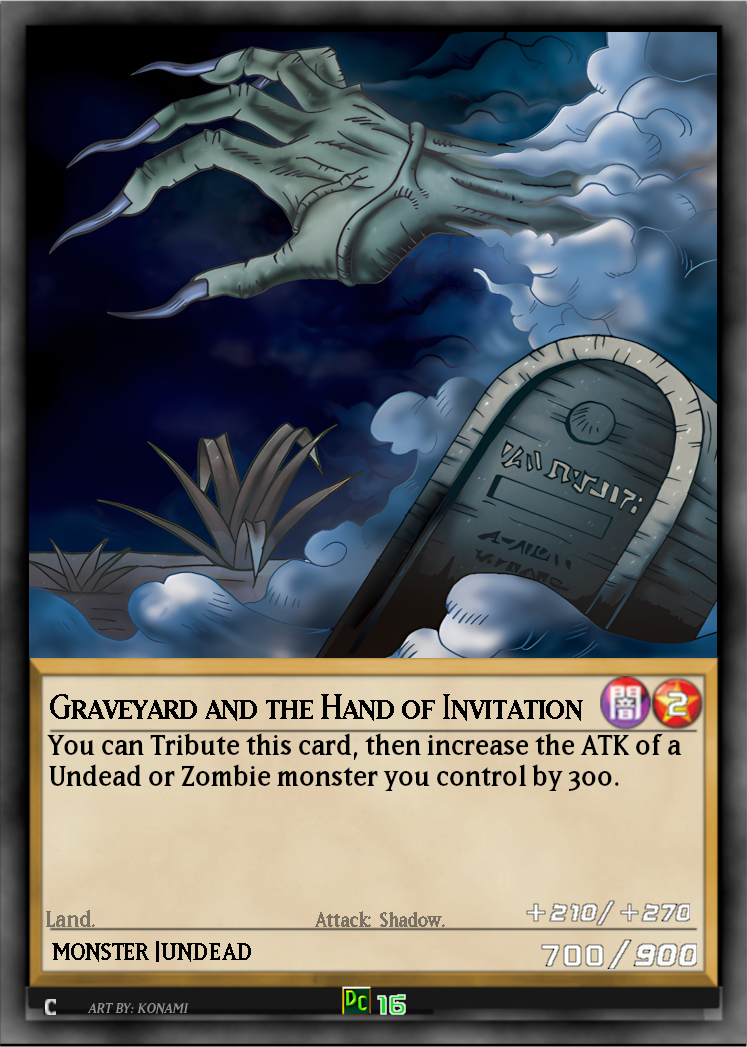 GRAVEYARD AND THE HAND OF INVITATION 闇 2
You can Tribute this card, then increase the ATK of a
Undead or Zombie monster you control by 300.
Land. Attack: Shadow. +210/ +270
MONSTER |UNDEAD 700/900
C ART BY: KONAMI DC 16